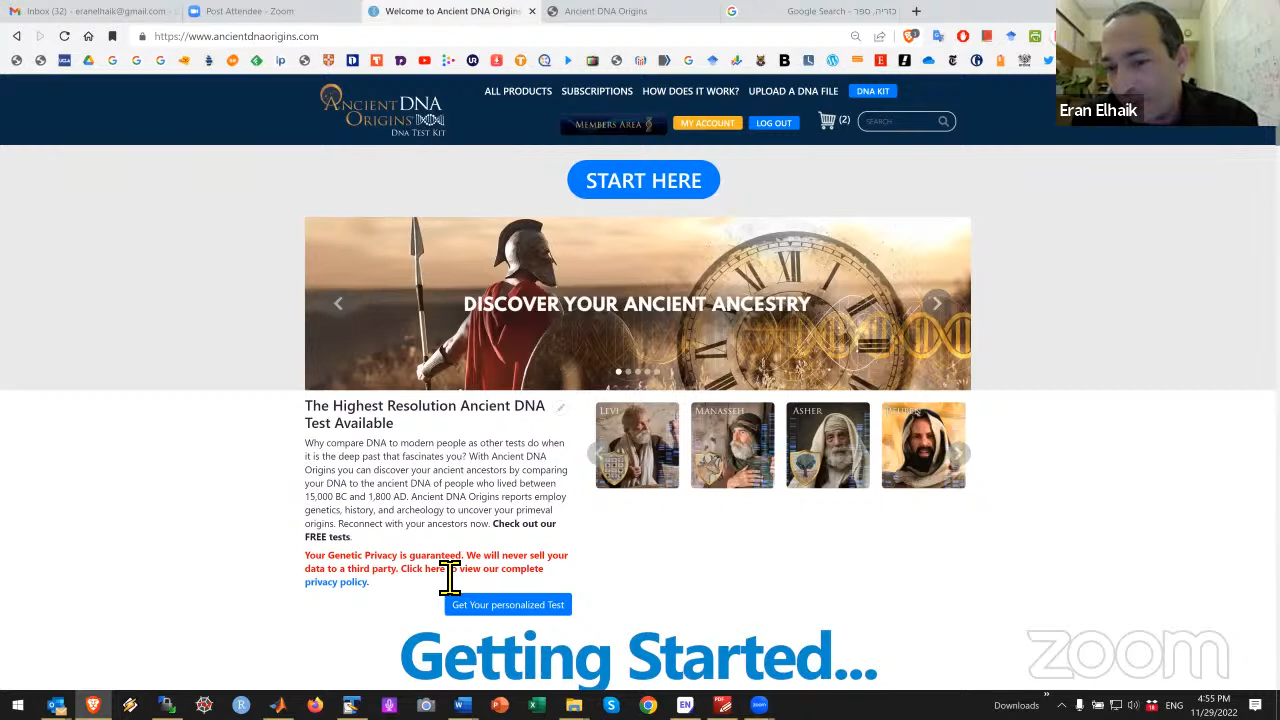 Inbox (33) - eranelhaik@gmail.c
Post Attendee - Zoom
Welcome to Ancient DNA Origins
Ancient DNA Origins
כוזריה ספר - Google Search
https://www.ancientdnaorigins.com
Eran Elhaik
ANCIENT DNA
ORIGINS
DNA TEST KIT
ALL PRODUCTS
SUBSCRIPTIONS
HOW DOES IT WORK?
UPLOAD A DNA FILE
DNA KIT
MEMBERS AREA
MY ACCOUNT
LOG OUT
(2)
SEARCH
START HERE
DISCOVER YOUR ANCIENT ANCESTRY
The Highest Resolution Ancient DNA
Test Available
Why compare DNA to modern people as other tests do when
it is the deep past that fascinates you? With Ancient DNA
Origins you can discover your ancient ancestors by comparing
your DNA to the ancient DNA of people who lived between
15,000 BC and 1,800 AD. Ancient DNA Origins reports employ
genetics, history, and archeology to uncover your primeval
origins. Reconnect with your ancestors now. Check out our
FREE tests.
Your Genetic Privacy is guaranteed. We will never sell your
data to a third party. Click here to view our complete
privacy policy.
Get Your personalized Test
LEVI
MANASSEH
ASHER
REUBEN
Getting Started...
zoom
Downloads
ENG
4:55 PM
11/29/2022